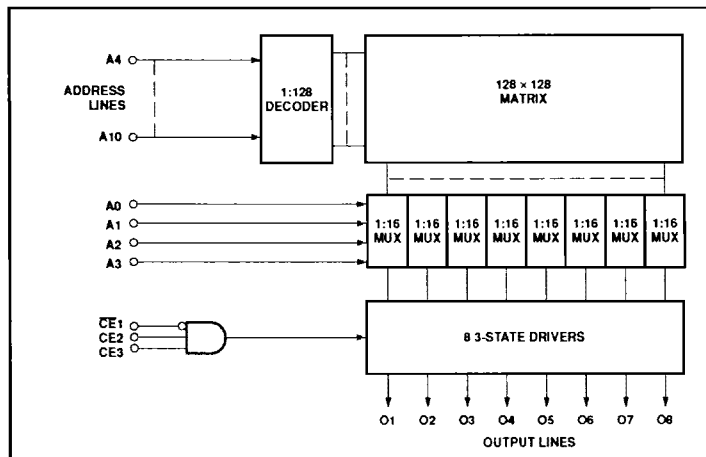 A4
ADDRESS
LINES
A10
1:128
DECODER
128 × 128
MATRIX
A0
A1
A2
A3
1:16 1:16 1:16 1:16 1:16 1:16 1:16 1:16
MUX MUX MUX MUX MUX MUX MUX MUX
C̅E̅1
CE2
CE3
8 3-STATE DRIVERS
O1 O2 O3 O4 O5 O6 O7 O8
OUTPUT LINES